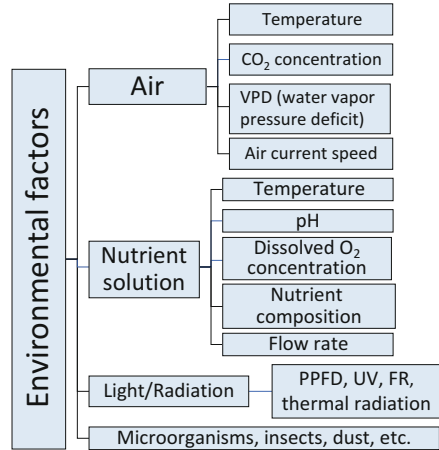 Environmental factors
Air
Temperature
CO₂ concentration
VPD (water vapor
pressure deficit)
Air current speed
Nutrient
solution
Temperature
pH
Dissolved O₂
concentration
Nutrient
composition
Flow rate
Light/Radiation
PPFD, UV, FR,
thermal radiation
Microorganisms, insects, dust, etc.